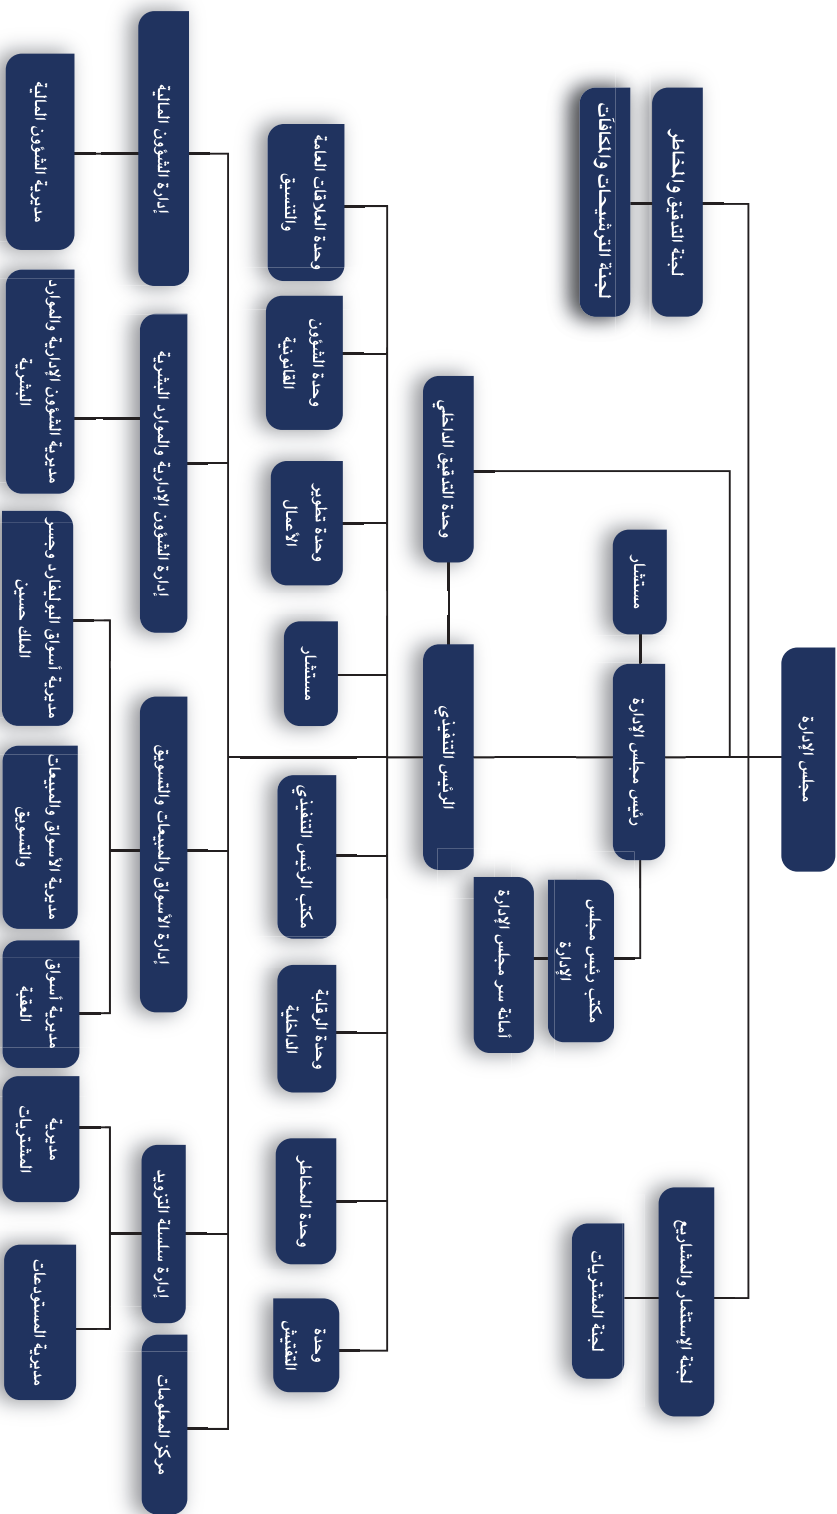 مجلس الإدارة
لجنة الإستثمار والمشاريع
لجنة المشتريات
لجنة التدقيق والمخاطر
لجنة الترشيحات والمكافآت
رئيس مجلس الإدارة
مستشار
مكتب رئيس مجلس
الإدارة
أمانة سر مجلس الإدارة
الرئيس التنفيذي
وحدة التدقيق الداخلي
وحدة
التفتيش
وحدة المخاطر
وحدة الرقابة
الداخلية
مكتب الرئيس التنفيذي
مستشار
وحدة تطوير
الأعمال
وحدة الشؤون
القانونية
وحدة العلاقات العامة
والتنسيق
مركز المعلومات
إدارة سلسلة التزويد
إدارة الأسواق والمبيعات والتسويق
إدارة الشؤون الإدارية والموارد البشرية
إدارة الشؤون المالية
مديرية المستودعات
مديرية
المشتريات
مديرية أسواق
العقبة
مديرية الأسواق والمبيعات
والتسويق
مديرية أسواق البوليفارد وجسر
الملك حسين
مديرية الشؤون الإدارية والموارد
البشرية
مديرية الشؤون المالية